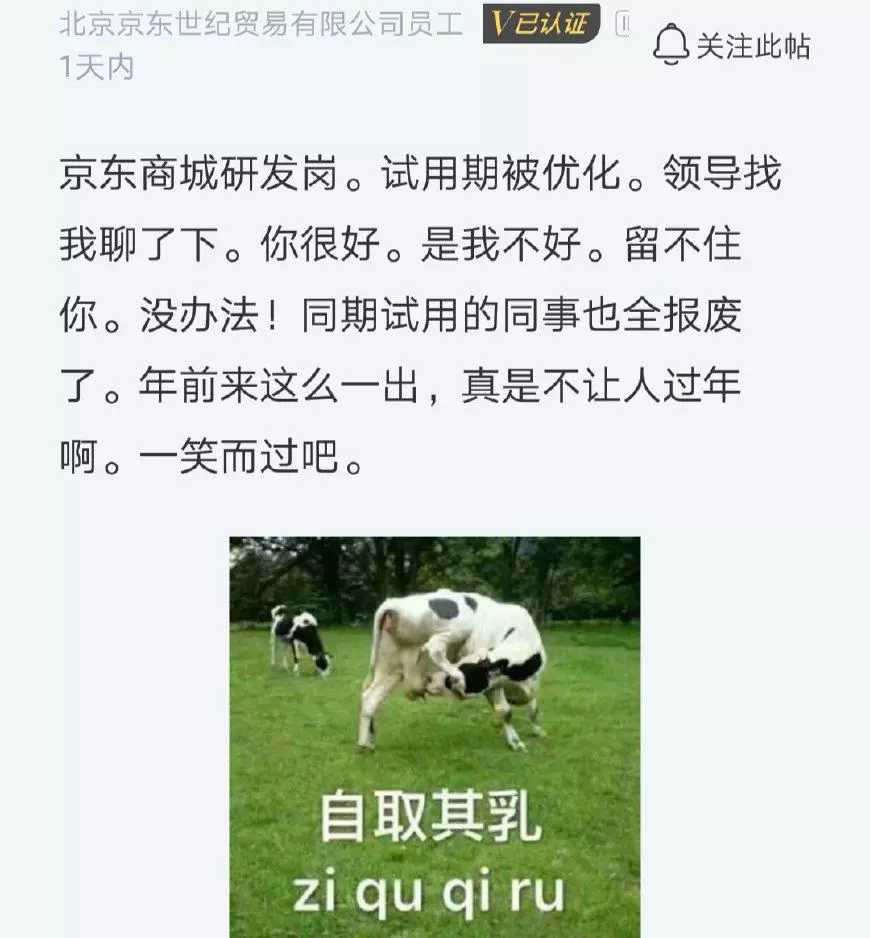 北京京东世纪贸易有限公司员工 V已认证
关注此帖
1天内
京东商城研发岗。试用期被优化。领导找
我聊了下。你很好。是我不好。留不住
你。没办法！同期试用的同事也全报废
了。年前来这么一出，真是不让人过年
啊。一笑而过吧。
自取其乳
zi qu qi ru